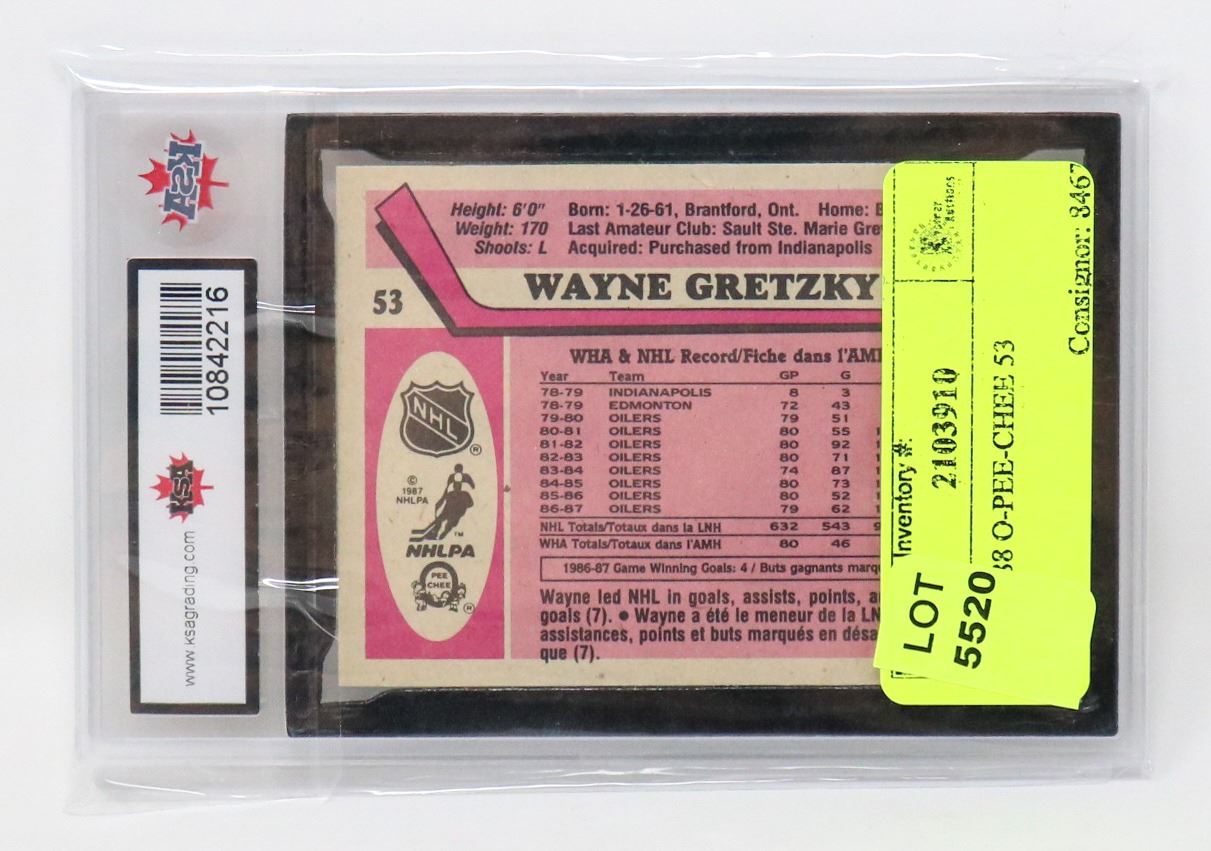 KSA
10842216
KSA
www.ksagrading.com
Height: 6'0"
Weight: 170
Shoots: L
Born: 1-26-61, Brantford, Ont. Home:
Last Amateur Club: Sault Ste. Marie
Acquired: Purchased from Indianapolis
WAYNE GRETZKY
53
WHA & NHL Record/Fiche dans
Year Team GP G
78-79 INDIANAPOLIS 8 3
78-79 EDMONTON 72 43
79-80 OILERS 79 51
80-81 OILERS 80 55
81-82 OILERS 80 92
82-83 OILERS 80 71
83-84 OILERS 74 87
84-85 OILERS 80 73
85-86 OILERS 80 52
86-87 OILERS 79 62
NHL Totals/Totaux dans la LNH 632 543
WHA Totals/Totaux dans l'AMH 80 46
1986-87 Game Winning Goals: 4 / Buts gagnants
Wayne led NHL in goals, assists, points,
goals (7). ● Wayne a été le meneur de la
assistances, points et buts marqués en
que (7).
NHL
®
©
1987
NHLPA
TM
NHLPA
PEE
CHEE
®
Consignor: 3467
Auctions
Inventory #:
2103910
O-PEE-CHEE 53
LOT
5520